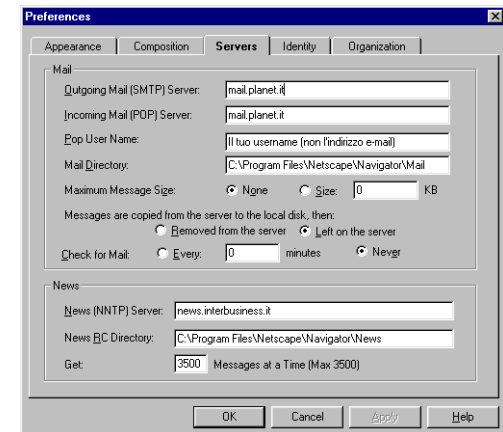 Preferences
Appearance Composition Servers Identity Organization
Mail
Outgoing Mail (SMTP) Server: mail.planet.it
Incoming Mail (POP) Server: mail.planet.it
Pop User Name: Il tuo username (non l'indirizzo e-mail)
Mail Directory: C:\Program Files\Netscape\Navigator\Mail
Maximum Message Size: None Size: 0 KB
Messages are copied from the server to the local disk, then:
Removed from the server Left on the server
Check for Mail: Every: 0 minutes Never
News
News (NNTP) Server: news.interbusiness.it
News RC Directory: C:\Program Files\Netscape\Navigator\News
Get: 3500 Messages at a Time (Max 3500)
OK Cancel Apply Help